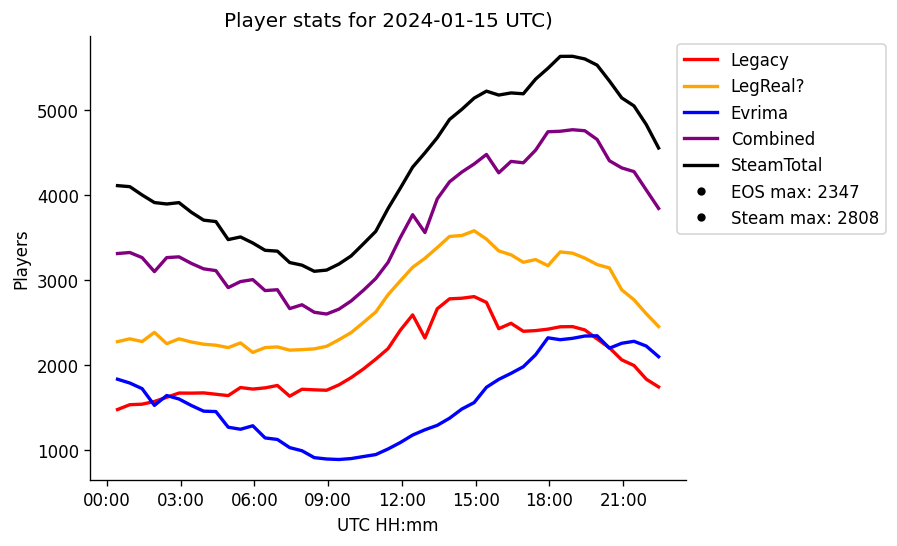 Player stats for 2024-01-15 UTC)
Legacy
LegReal?
Evrima
Combined
SteamTotal
EOS max: 2347
Steam max: 2808
Players
5000
4000
3000
2000
1000
00:00 03:00 06:00 09:00 12:00 15:00 18:00 21:00
UTC HH:mm